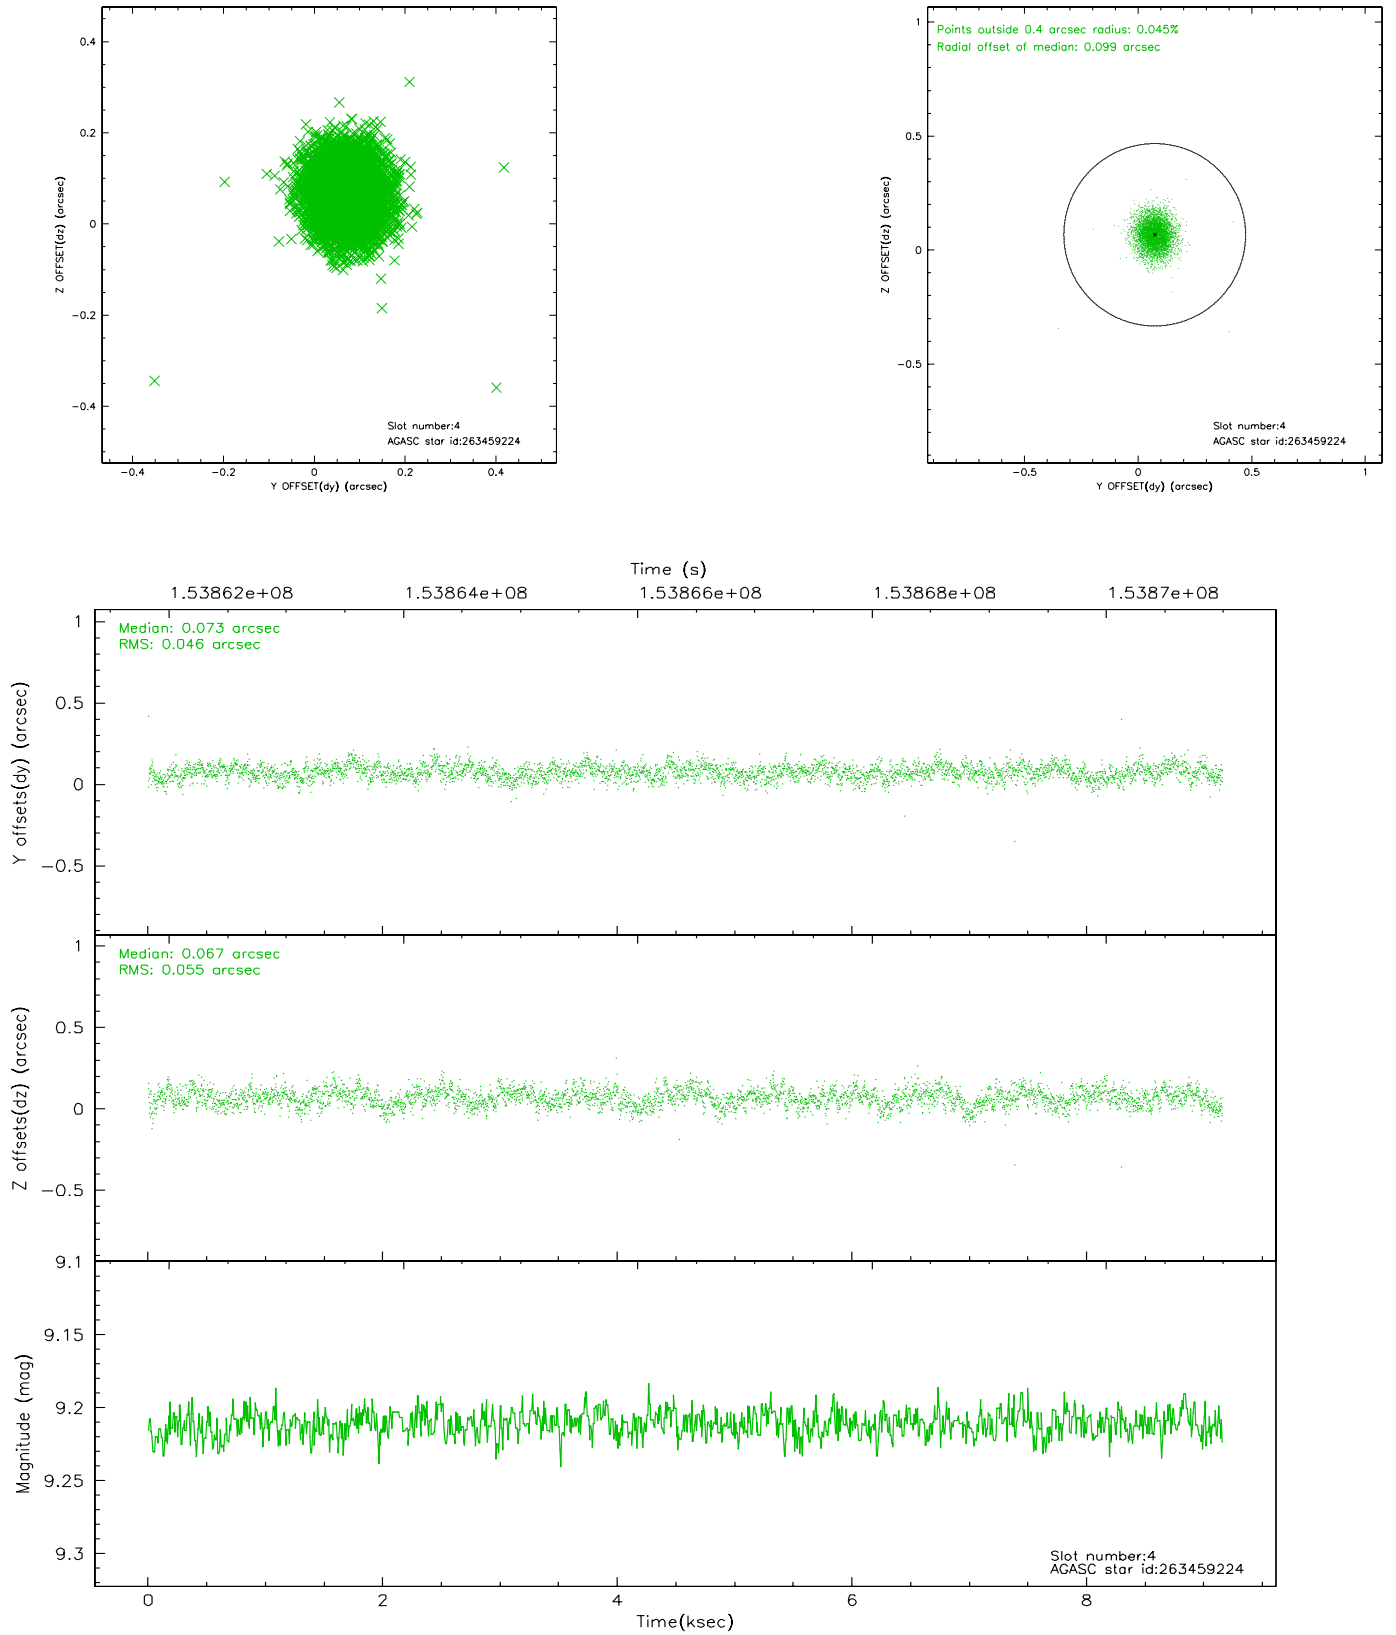 0.4
0.2
0
−0.2
−0.4
Z OFFSET(dz) (arcsec)
Slot number:4
AGASC star id:263459224
−0.4 −0.2 0 0.2 0.4
Y OFFSET(dy) (arcsec)
Points outside 0.4 arcsec radius: 0.045%
Radial offset of median: 0.099 arcsec
1
0.5
0
−0.5
Z OFFSET(dz) (arcsec)
Slot number:4
AGASC star id:263459224
−0.5 0 0.5 1
Y OFFSET(dy) (arcsec)
Time (s)
1.53862e+08 1.53864e+08 1.53866e+08 1.53868e+08 1.5387e+08
Median: 0.073 arcsec
RMS: 0.046 arcsec
1
0.5
0
−0.5
Y offsets(dy) (arcsec)
Median: 0.067 arcsec
RMS: 0.055 arcsec
1
0.5
0
−0.5
Z offsets(dz) (arcsec)
9.1
9.15
9.2
9.25
9.3
Magnitude (mag)
Slot number:4
AGASC star id:263459224
0 2 4 6 8
Time(ksec)